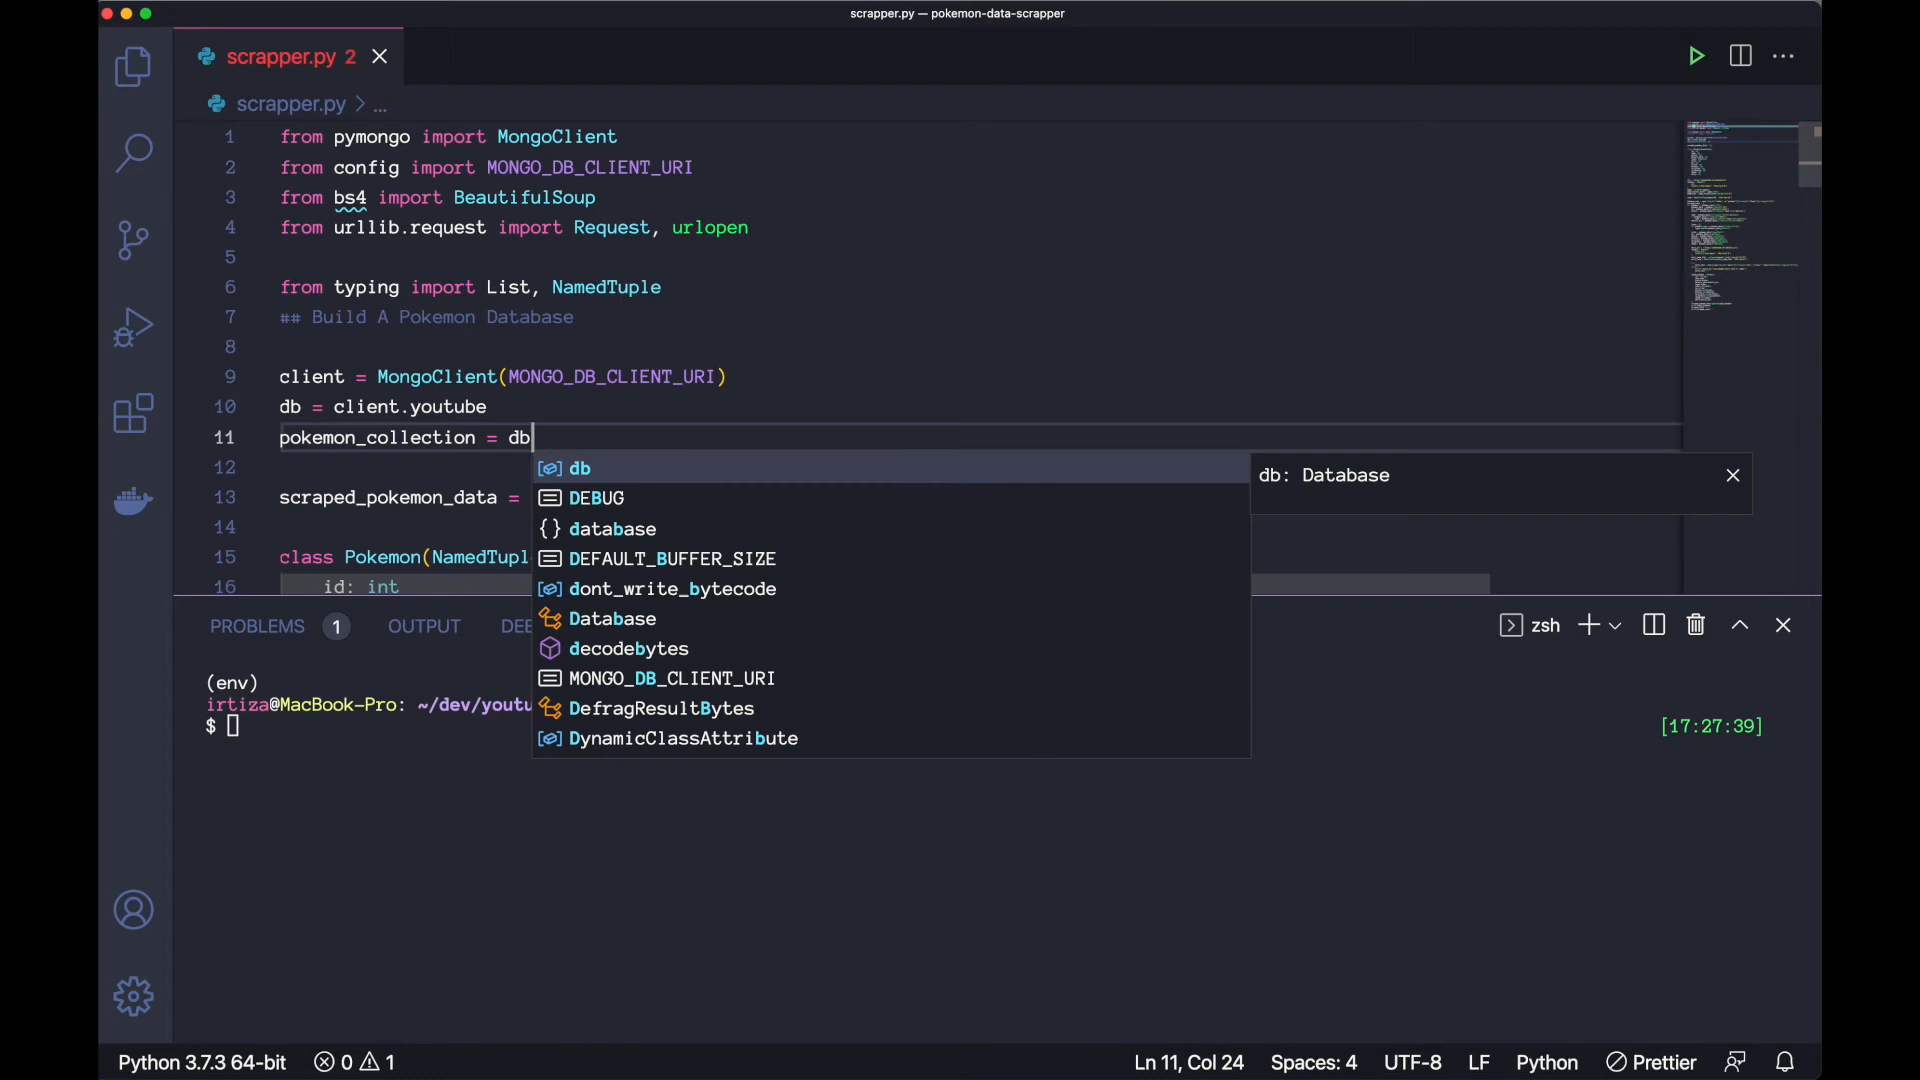 scrapper.py — pokemon-data-scrapper
scrapper.py 2
scrapper.py > ...
1 from pymongo import MongoClient
2 from config import MONGO_DB_CLIENT_URI
3 from bs4 import BeautifulSoup
4 from urllib.request import Request, urlopen
5
6 from typing import List, NamedTuple
7 ## Build A Pokemon Database
8
9 client = MongoClient(MONGO_DB_CLIENT_URI)
10 db = client.youtube
11 pokemon_collection = db
12
13 scraped_pokemon_data =
14
15 class Pokemon(NamedTupl
16 id: int
db
DEBUG
database
DEFAULT_BUFFER_SIZE
dont_write_bytecode
Database
decodebytes
MONGO_DB_CLIENT_URI
DefragResultBytes
DynamicClassAttribute
db: Database
PROBLEMS 1 OUTPUT DEB
zsh
(env)
irtiza@MacBook-Pro: ~/dev/youtu
$
[17:27:39]
Python 3.7.3 64-bit 0 1 Ln 11, Col 24 Spaces: 4 UTF-8 LF Python Prettier